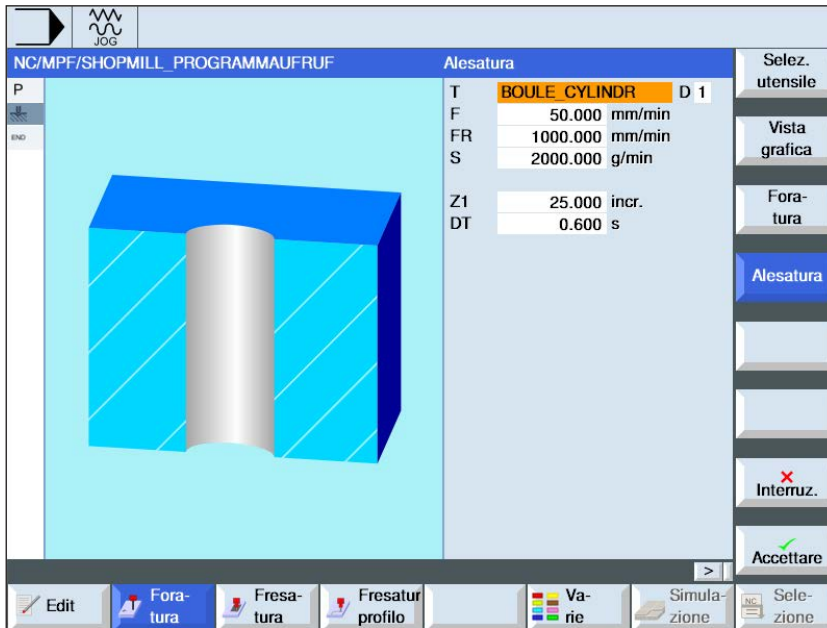 JOG
NC/MPF/SHOPMILL_PROGRAMMAUFRUF
Alesatura
P
END
T BOULE_CYLINDR D 1
F 50.000 mm/min
FR 1000.000 mm/min
S 2000.000 g/min
Z1 25.000 incr.
DT 0.600 s
Selez.
utensile
Vista
grafica
Fora-
tura
Alesatura
Interruz.
Accettare
>
Edit
Fora-
tura
Fresa-
tura
Fresatur
profilo
Va-
rie
Simula-
zione
NC
Sele-
zione